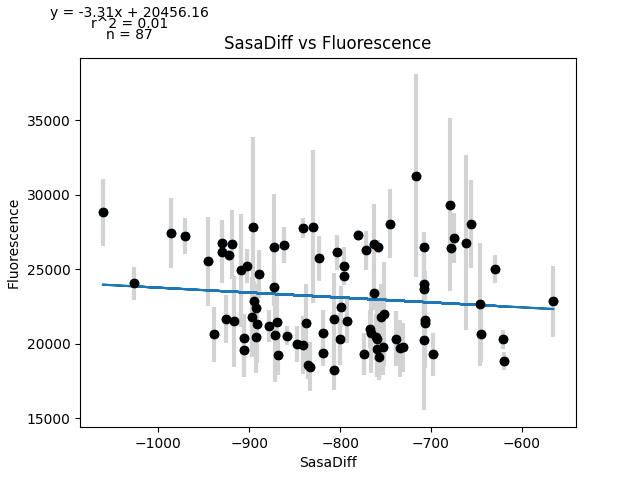 y = -3.31x + 20456.16
r^2 = 0.01
n = 87
SasaDiff vs Fluorescence
35000
30000
25000
20000
15000
Fluorescence
−1000
−900
−800
−700
−600
SasaDiff